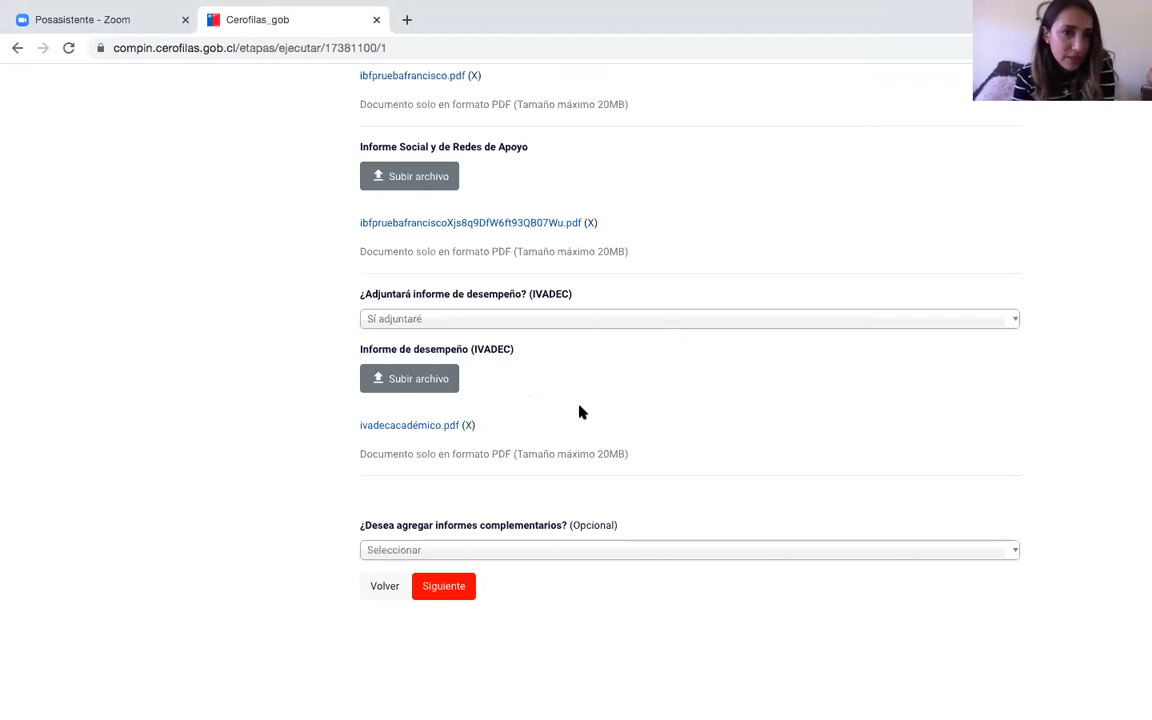 Posasistente - Zoom
Cerofilas_gob
compin.cerofilas.gob.cl/etapas/ejecutar/17381100/1
ibfpruebafrancisco.pdf (X)
Documento solo en formato PDF (Tamaño máximo 20MB)
Informe Social y de Redes de Apoyo
Subir archivo
ibfpruebafranciscoXjs8q9DfW6ft93QB07Wu.pdf (X)
Documento solo en formato PDF (Tamaño máximo 20MB)
¿Adjuntará informe de desempeño? (IVADEC)
Sí adjuntaré
Informe de desempeño (IVADEC)
Subir archivo
ivadecacadémico.pdf (X)
Documento solo en formato PDF (Tamaño máximo 20MB)
¿Desea agregar informes complementarios? (Opcional)
Seleccionar
Volver
Siguiente